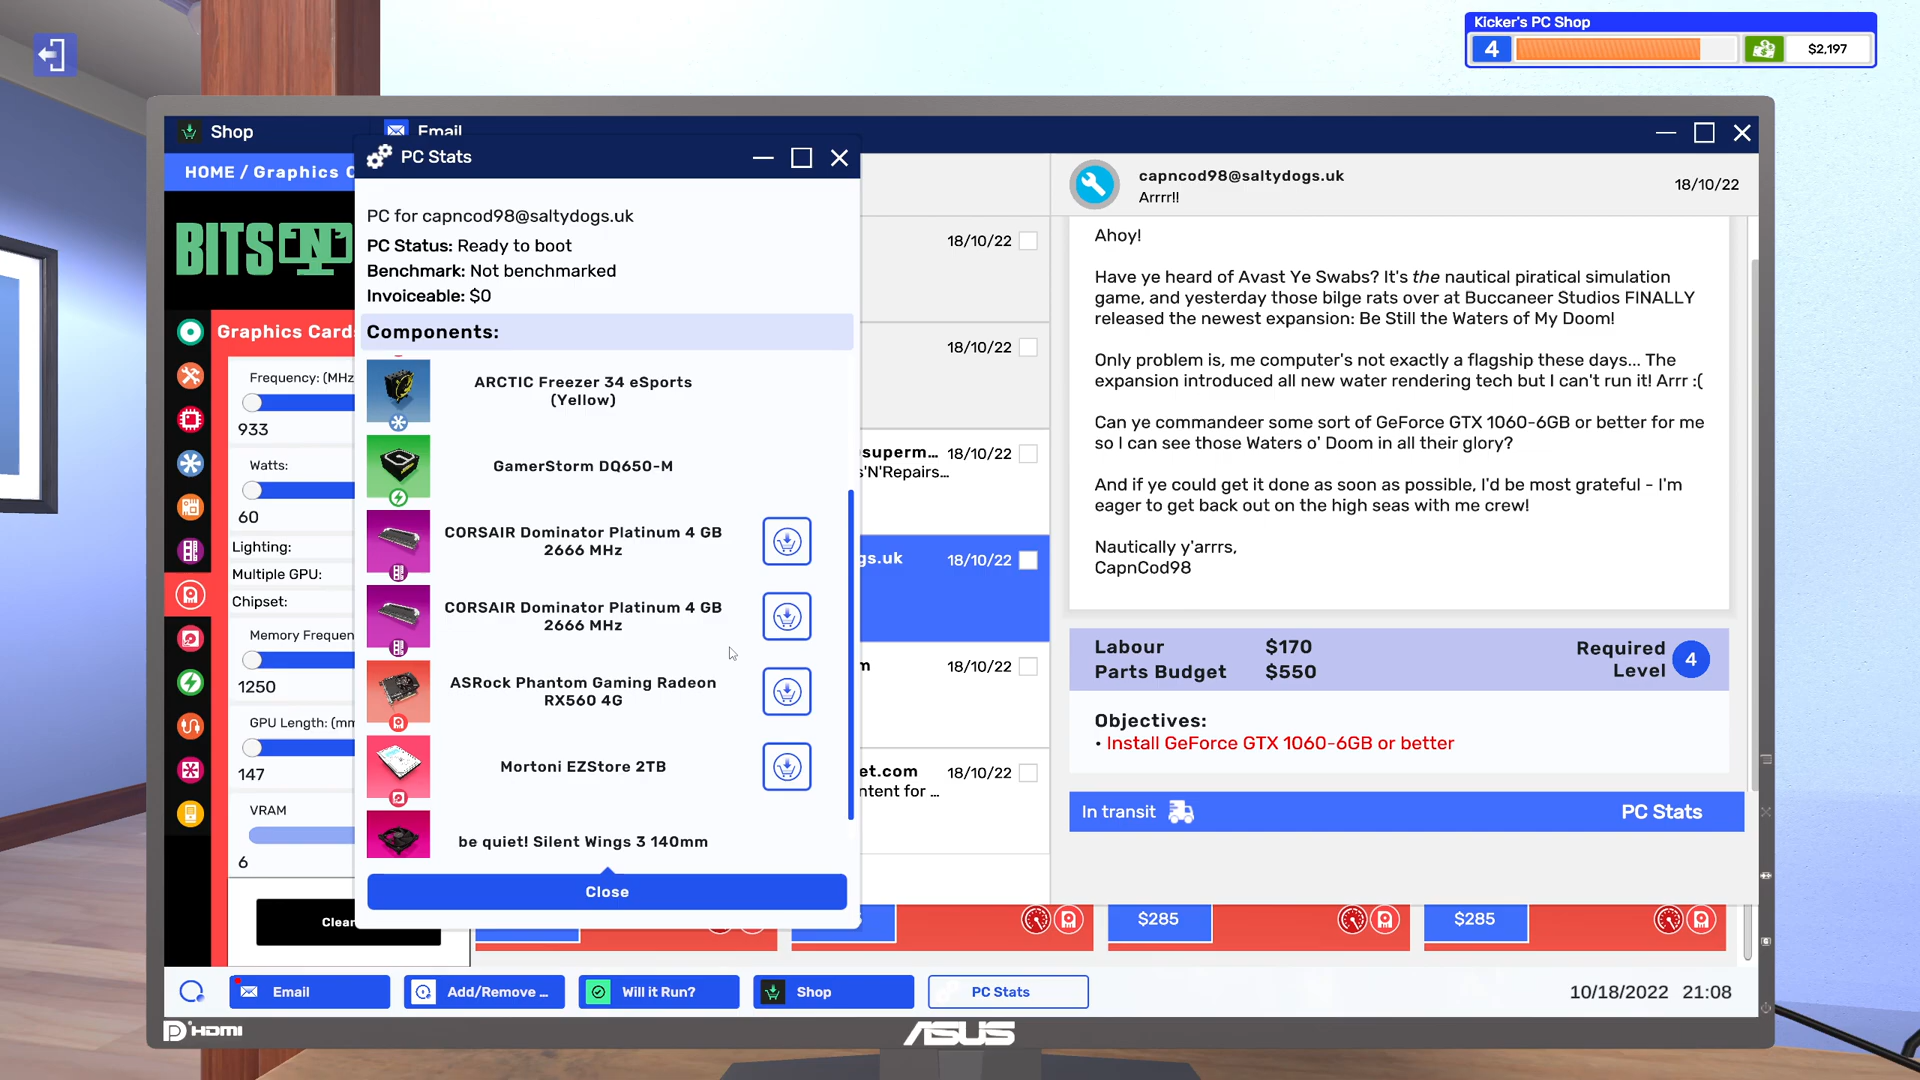 Kicker's PC Shop
4
$2,197
Shop
Email
HOME / Graphics C
BITS
Graphics Cards
Frequency: (MHz
933
Watts:
60
Lighting:
Multiple GPU:
Chipset:
Memory Frequen
1250
GPU Length: (mm
147
VRAM
6
Clear
PC Stats
PC for capncod98@saltydogs.uk
PC Status: Ready to boot
Benchmark: Not benchmarked
Invoiceable: $0
Components:
ARCTIC Freezer 34 eSports
(Yellow)
GamerStorm DQ650-M
CORSAIR Dominator Platinum 4 GB
2666 MHz
CORSAIR Dominator Platinum 4 GB
2666 MHz
ASRock Phantom Gaming Radeon
RX560 4G
Mortoni EZStore 2TB
be quiet! Silent Wings 3 140mm
Close
18/10/22
18/10/22
superm... 18/10/22
s'N'Repairs...
gs.uk 18/10/22
m 18/10/22
et.com 18/10/22
ntent for ...
capncod98@saltydogs.uk
Arrrr!!
18/10/22
Ahoy!
Have ye heard of Avast Ye Swabs? It's the nautical piratical simulation
game, and yesterday those bilge rats over at Buccaneer Studios FINALLY
released the newest expansion: Be Still the Waters of My Doom!
Only problem is, me computer's not exactly a flagship these days... The
expansion introduced all new water rendering tech but I can't run it! Arrr :(
Can ye commandeer some sort of GeForce GTX 1060-6GB or better for me
so I can see those Waters o' Doom in all their glory?
And if ye could get it done as soon as possible, I'd be most grateful - I'm
eager to get back out on the high seas with me crew!
Nautically y'arrrs,
CapnCod98
Labour $170
Parts Budget $550
Required
Level 4
Objectives:
• Install GeForce GTX 1060-6GB or better
In transit
PC Stats
$285
$285
Email
Add/Remove ...
Will it Run?
Shop
PC Stats
10/18/2022 21:08
HDMI
ASUS